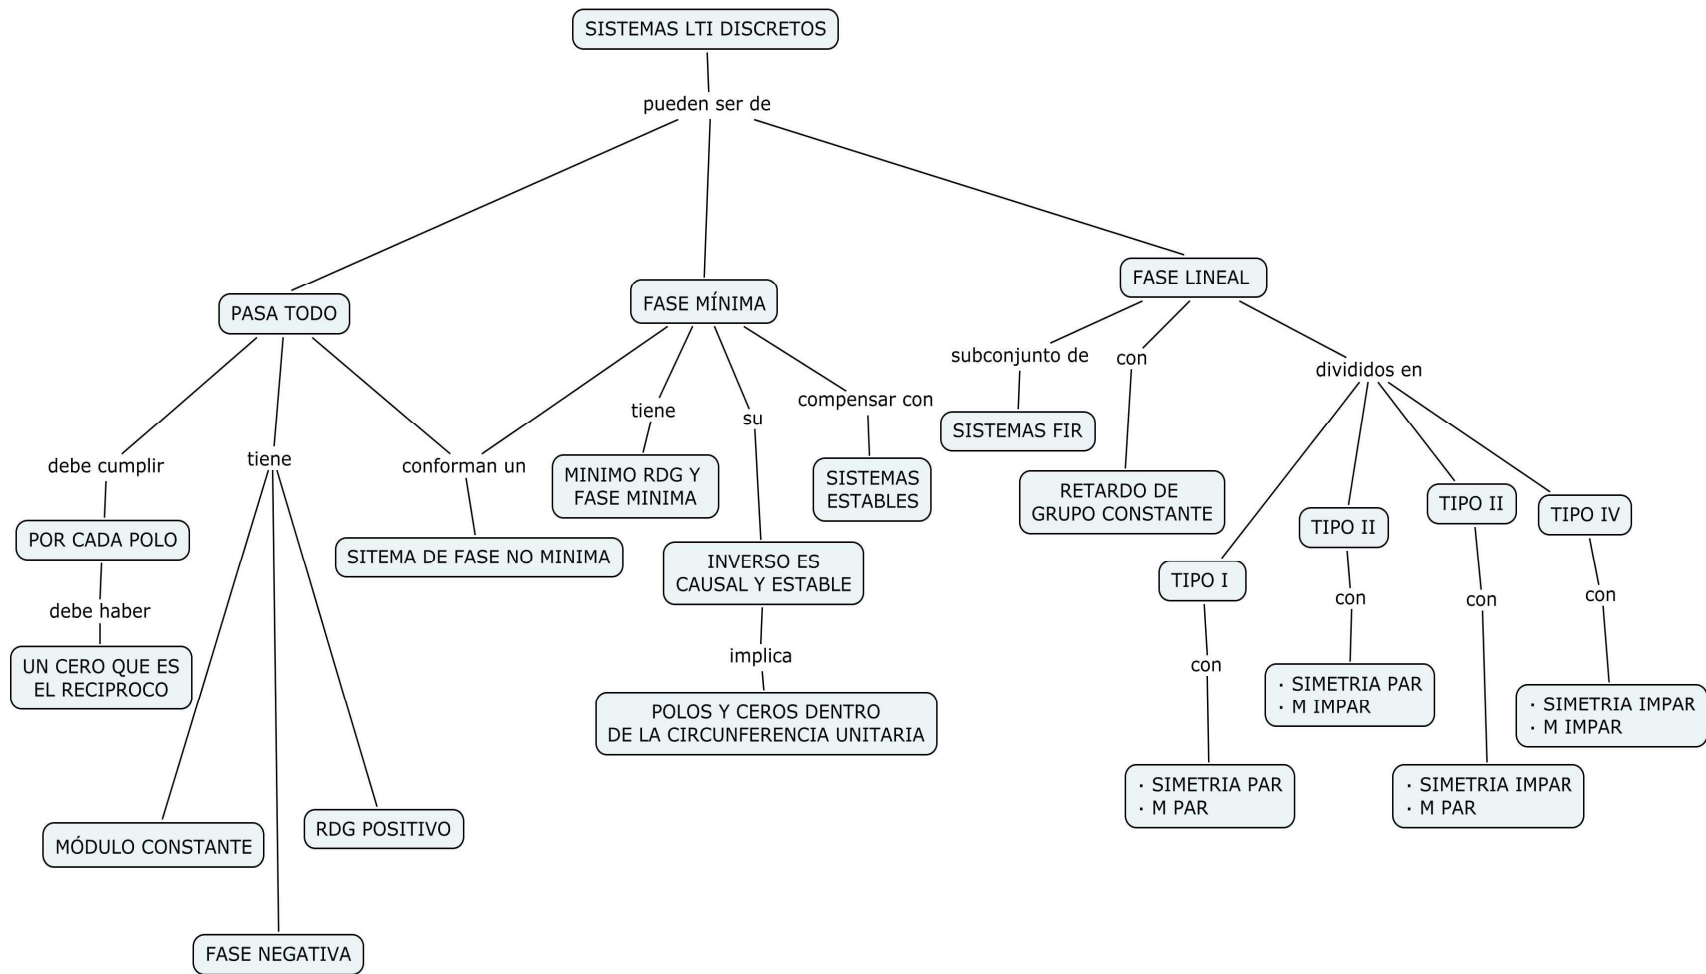 SISTEMAS LTI DISCRETOS
pueden ser de
PASA TODO
FASE MÍNIMA
FASE LINEAL
debe cumplir
tiene
conforman un
tiene
su
compensar con
subconjunto de
con
divididos en
POR CADA POLO
debe haber
UN CERO QUE ES
EL RECIPROCO
MÓDULO CONSTANTE
FASE NEGATIVA
RDG POSITIVO
SITEMA DE FASE NO MINIMA
MINIMO RDG Y
FASE MINIMA
INVERSO ES
CAUSAL Y ESTABLE
implica
POLOS Y CEROS DENTRO
DE LA CIRCUNFERENCIA UNITARIA
SISTEMAS
ESTABLES
SISTEMAS FIR
RETARDO DE
GRUPO CONSTANTE
TIPO I
con
· SIMETRIA PAR
· M PAR
TIPO II
con
· SIMETRIA PAR
· M IMPAR
TIPO II
con
· SIMETRIA IMPAR
· M PAR
TIPO IV
con
· SIMETRIA IMPAR
· M IMPAR